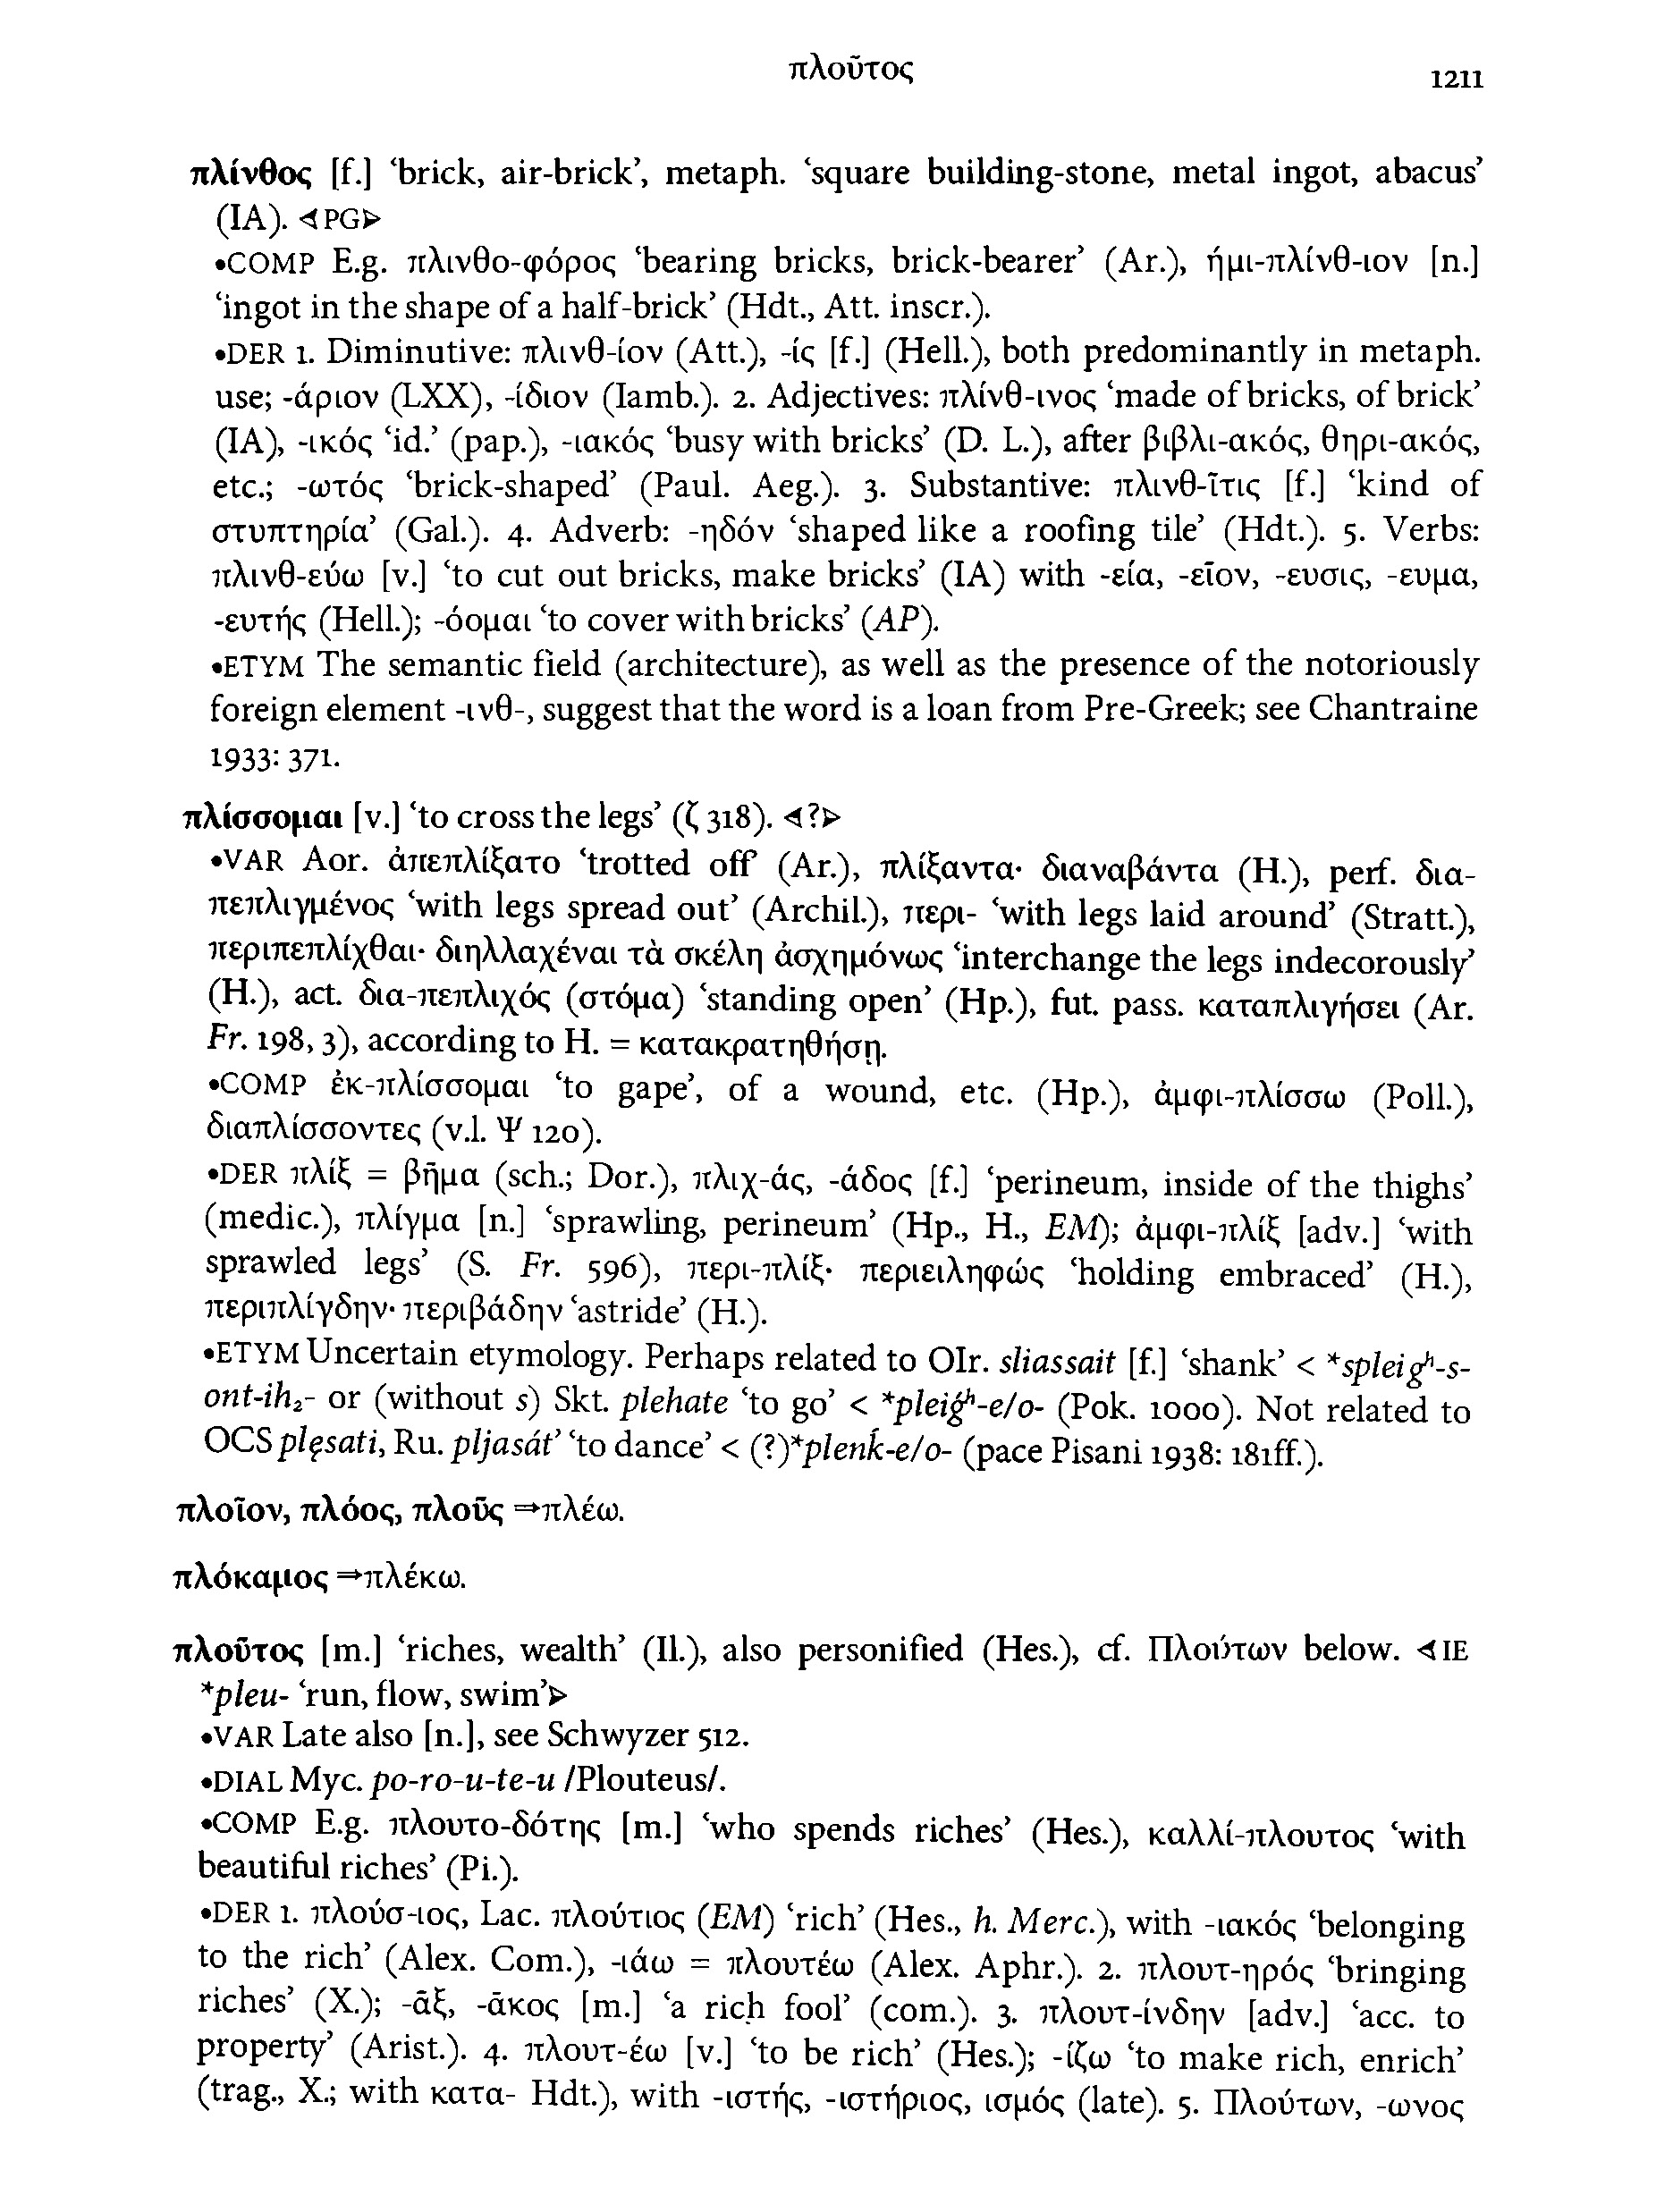 πλοῦτος
1211
πλίνθος [f.] ‘brick, air-brick’, metaph. ‘square building-stone, metal ingot, abacus’
(IA). ⊲PG⊳
•COMP E.g. πλινθο-φόρος ‘bearing bricks, brick-bearer’ (Ar.), ἡμι-πλίνθ-ιον [n.]
‘ingot in the shape of a half-brick’ (Hdt., Att. inscr.).
•DER 1. Diminutive: πλινθ-ίον (Att.), -ίς [f.] (Hell.), both predominantly in metaph.
use; -άριον (LXX), -ίδιον (Iamb.). 2. Adjectives: πλίνθ-ινος ‘made of bricks, of brick’
(IA), -ικός ‘id.’ (pap.), -ιακός ‘busy with bricks’ (D. L.), after βιβλι-ακός, θηρι-ακός,
etc.; -ωτός ‘brick-shaped’ (Paul. Aeg.). 3. Substantive: πλινθ-ῖτις [f.] ‘kind of
στυπτηρία’ (Gal.). 4. Adverb: -ηδόν ‘shaped like a roofing tile’ (Hdt.). 5. Verbs:
πλινθ-εύω [v.] ‘to cut out bricks, make bricks’ (IA) with -εία, -εῖον, -ευσις, -ευμα,
-ευτής (Hell.); -όομαι ‘to cover with bricks’ (AP).
•ETYM The semantic field (architecture), as well as the presence of the notoriously
foreign element -ινθ-, suggest that the word is a loan from Pre-Greek; see Chantraine
1933: 371.
πλίσσομαι [v.] ‘to cross the legs’ (ζ 318). ⊲?⊳
•VAR Aor. ἀπεπλίξατο ‘trotted off’ (Ar.), πλίξαντα· διαναβάντα (H.), perf. δια-
πεπλιγμένος ‘with legs spread out’ (Archil.), περι- ‘with legs laid around’ (Stratt.),
περιπεπλίχθαι· διηλλαχέναι τὰ σκέλη ἀσχημόνως ‘interchange the legs indecorously’
(H.), act. δια-πεπλιχός (στόμα) ‘standing open’ (Hp.), fut. pass. καταπλιγήσει (Ar.
Fr. 198, 3), according to H. = κατακρατηθήσῃ.
•COMP ἐκ-πλίσσομαι ‘to gape’, of a wound, etc. (Hp.), ἀμφι-πλίσσω (Poll.),
διαπλίσσοντες (v.l. Ψ 120).
•DER πλίξ = βῆμα (sch.; Dor.), πλιχ-άς, -άδος [f.] ‘perineum, inside of the thighs’
(medic.), πλίγμα [n.] ‘sprawling, perineum’ (Hp., H., EM); ἀμφι-πλίξ [adv.] ‘with
sprawled legs’ (S. Fr. 596), περι-πλίξ· περιειληφώς ‘holding embraced’ (H.),
περιπλίγδην· περιβάδην ‘astride’ (H.).
•ETYM Uncertain etymology. Perhaps related to OIr. sliassait [f.] ‘shank’ < *spleiǵʰ-s-
ont-ih₂- or (without s) Skt. plehate ‘to go’ < *pleiǵʰ-e/o- (Pok. 1000). Not related to
OCS plęsati, Ru. pljasát’ ‘to dance’ < (?)*plenḱ-e/o- (pace Pisani 1938: 181ff.).
πλοῖον, πλόος, πλοῦς ⇒πλέω.
πλόκαμος ⇒πλέκω.
πλοῦτος [m.] ‘riches, wealth’ (Il.), also personified (Hes.), cf. Πλούτων below. ⊲IE
*pleu- ‘run, flow, swim’⊳
•VAR Late also [n.], see Schwyzer 512.
•DIAL Myc. po-ro-u-te-u /Plouteus/.
•COMP E.g. πλουτο-δότης [m.] ‘who spends riches’ (Hes.), καλλί-πλουτος ‘with
beautiful riches’ (Pi.).
•DER 1. πλούσ-ιος, Lac. πλούτιος (EM) ‘rich’ (Hes., h. Merc.), with -ιακός ‘belonging
to the rich’ (Alex. Com.), -ιάω = πλουτέω (Alex. Aphr.). 2. πλουτ-ηρός ‘bringing
riches’ (X.); -ᾱξ, -ᾱκος [m.] ‘a rich fool’ (com.). 3. πλουτ-ίνδην [adv.] ‘acc. to
property’ (Arist.). 4. πλουτ-έω [v.] ‘to be rich’ (Hes.); -ίζω ‘to make rich, enrich’
(trag., X.; with κατα- Hdt.), with -ιστής, -ιστήριος, ισμός (late). 5. Πλούτων, -ωνος